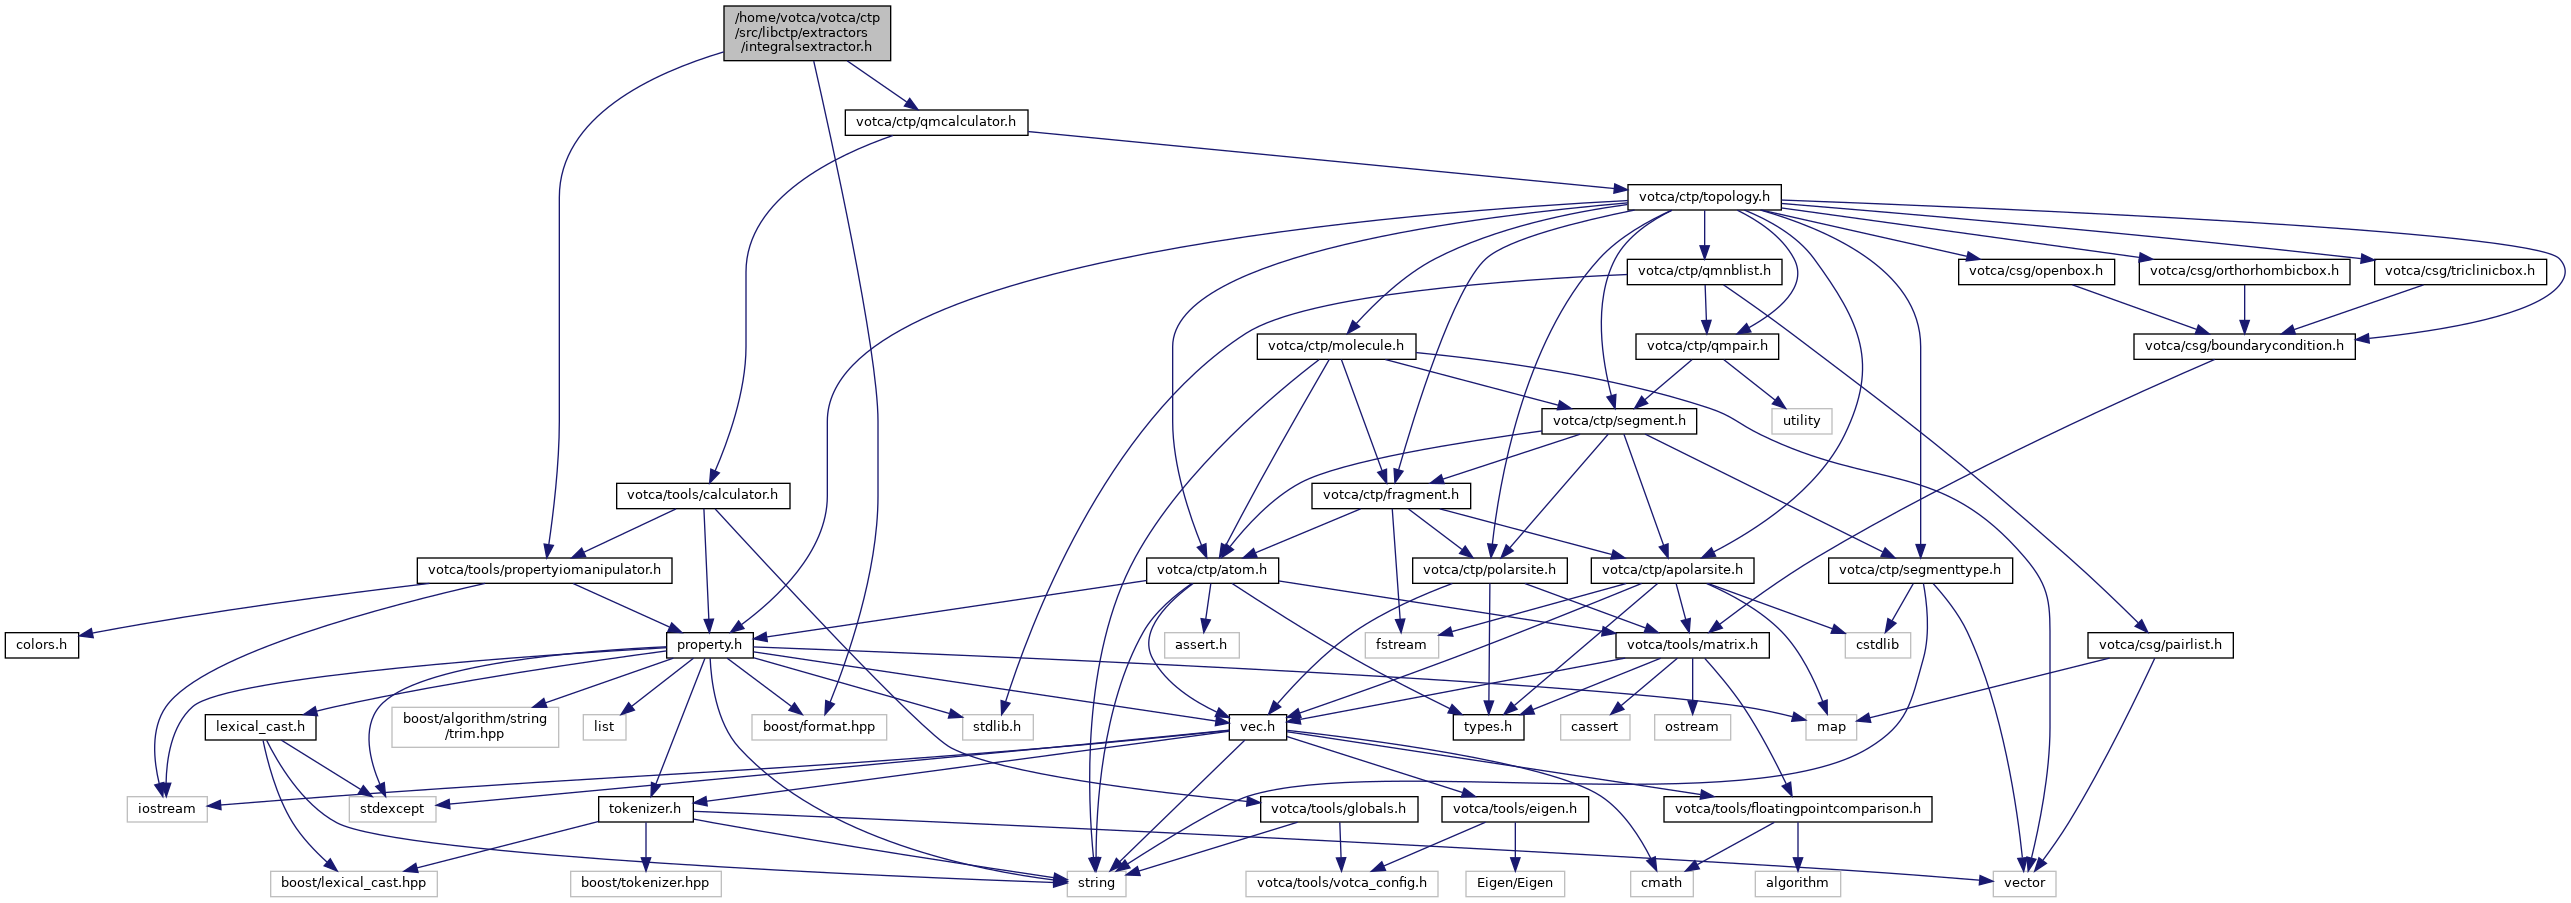 /home/votca/votca/ctp
/src/libctp/extractors
/integralsextractor.h
votca/ctp/qmcalculator.h
votca/ctp/topology.h
votca/ctp/qmnblist.h
votca/csg/openbox.h
votca/csg/orthorhombicbox.h
votca/csg/triclinicbox.h
votca/ctp/molecule.h
votca/ctp/qmpair.h
votca/csg/boundarycondition.h
votca/ctp/segment.h
utility
votca/tools/calculator.h
votca/ctp/fragment.h
votca/tools/propertyiomanipulator.h
votca/ctp/atom.h
votca/ctp/polarsite.h
votca/ctp/apolarsite.h
votca/ctp/segmenttype.h
colors.h
property.h
assert.h
fstream
votca/tools/matrix.h
cstdlib
votca/csg/pairlist.h
lexical_cast.h
boost/algorithm/string
/trim.hpp
list
boost/format.hpp
stdlib.h
vec.h
types.h
cassert
ostream
map
iostream
stdexcept
tokenizer.h
votca/tools/globals.h
votca/tools/eigen.h
votca/tools/floatingpointcomparison.h
boost/lexical_cast.hpp
boost/tokenizer.hpp
string
votca/tools/votca_config.h
Eigen/Eigen
cmath
algorithm
vector